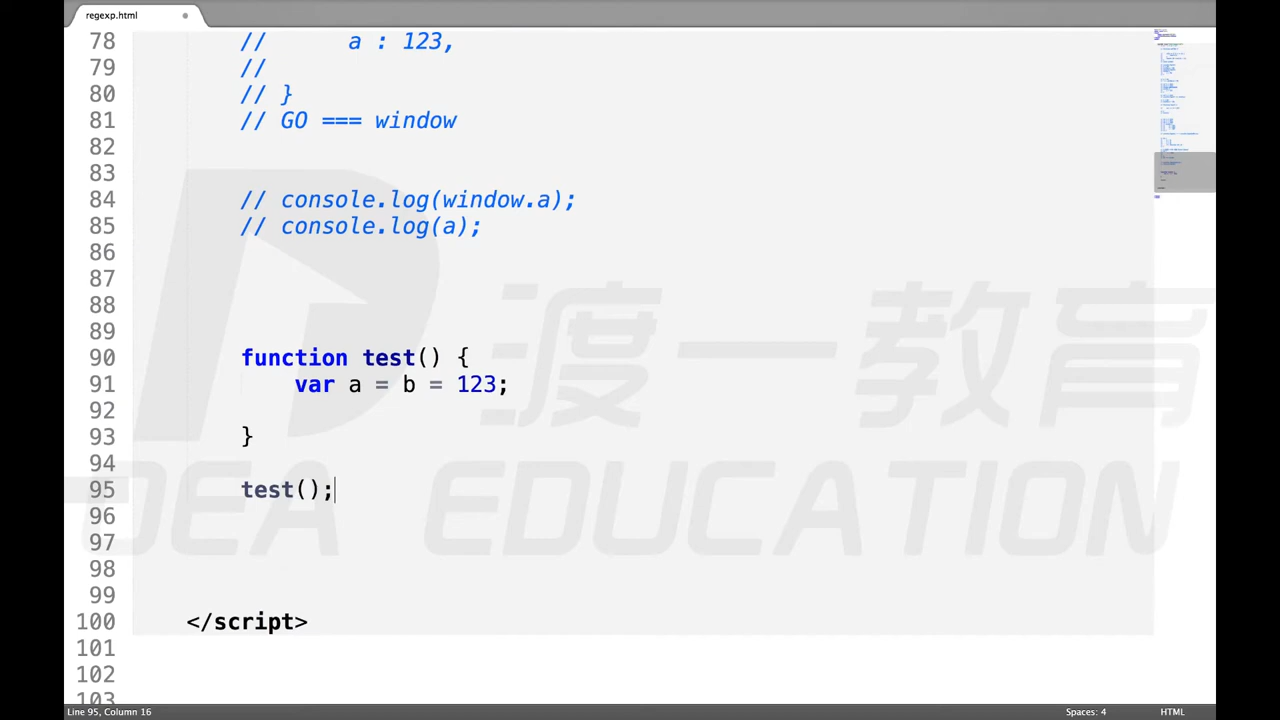 regexp.html
78 // a : 123,
79 //
80 // }
81 // GO === window
82
83
84 // console.log(window.a);
85 // console.log(a);
86
87
88
89
90 function test() {
91 var a = b = 123;
92
93 }
94
95 test();
96
97
98
99
100 </script>
101
102
103
渡一教育
DEA EDUCATION
Line 95, Column 16 Spaces: 4 HTML